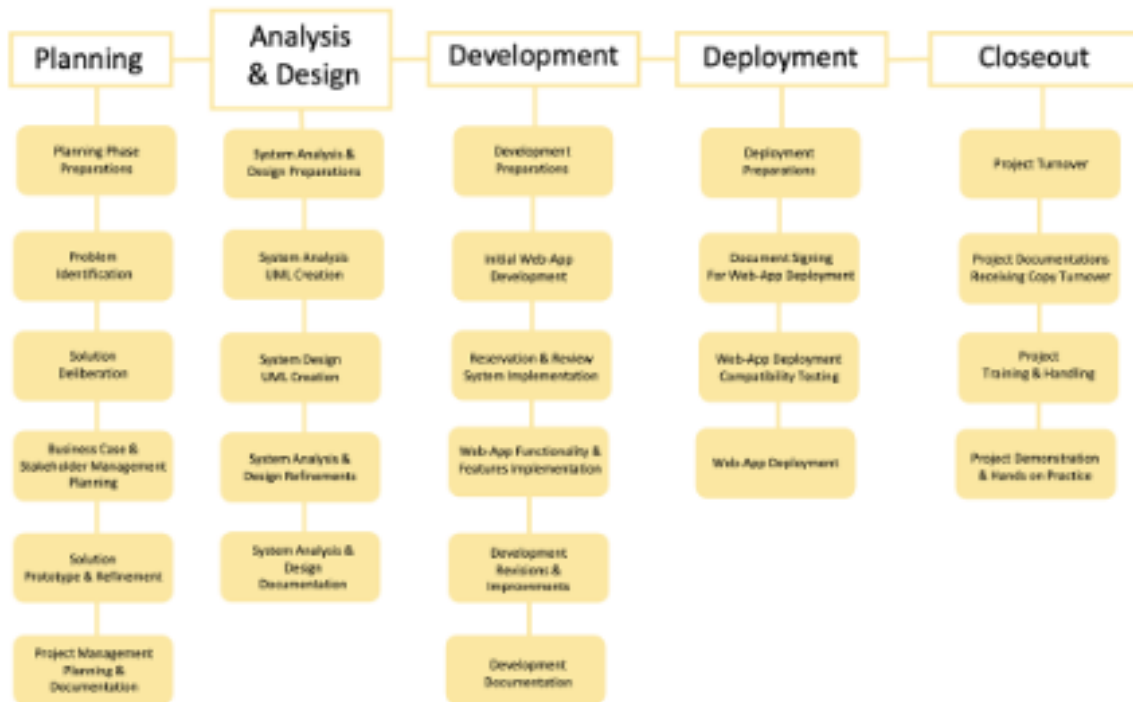 Planning
Analysis
& Design
Development
Deployment
Closeout
Planning Phase
Preparations
Problem
Identification
Solution
Deliberation
Business Case &
Stakeholder Management
Planning
Solution
Prototype & Refinement
Project Management
Planning &
Documentation
System Analysis &
Design Preparations
System Analysis
UML Creation
System Design
UML Creation
System Analysis &
Design Refinements
System Analysis &
Design
Documentation
Development
Preparations
Initial Web-App
Development
Reservation & Review
System Implementation
Web-App Functionality &
Features Implementation
Development
Revisions &
Improvements
Development
Documentation
Deployment
Preparations
Document Signing
For Web-App Deployment
Web-App Deployment
Compatibility Testing
Web-App Deployment
Project Turnover
Project Documentations
Receiving Copy Turnover
Project
Training & Handling
Project Demonstration
& Hands on Practice